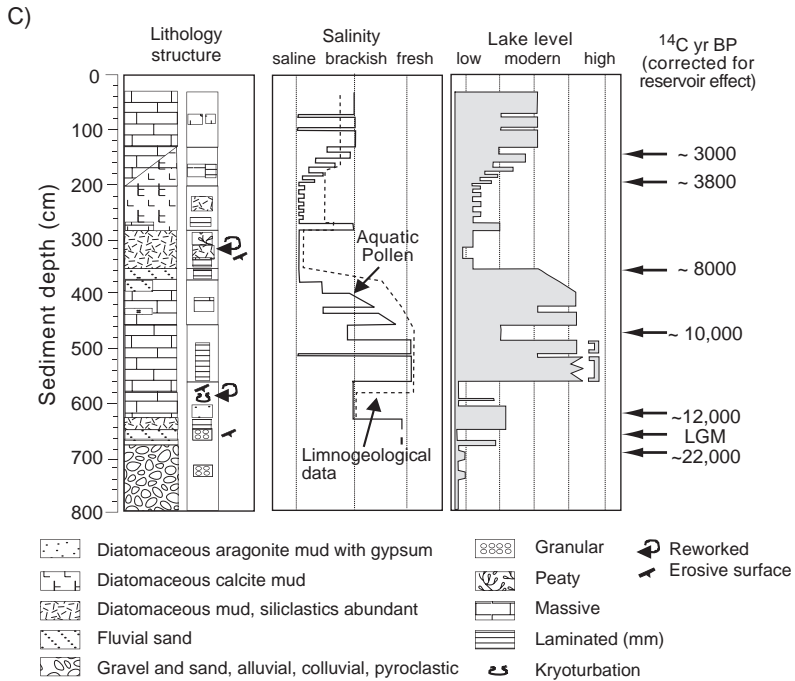 C)
Lithology
structure
Salinity
saline brackish fresh
Lake level
low modern high
14C yr BP
(corrected for
reservoir effect)
Sediment depth (cm)
0
100
200
300
400
500
600
700
800
Aquatic
Pollen
Limnogeological
data
~ 3000
~ 3800
~ 8000
~ 10,000
~12,000
LGM
~22,000
Diatomaceous aragonite mud with gypsum
Diatomaceous calcite mud
Diatomaceous mud, siliclastics abundant
Fluvial sand
Gravel and sand, alluvial, colluvial, pyroclastic
Granular
Peaty
Massive
Laminated (mm)
Kryoturbation
Reworked
Erosive surface